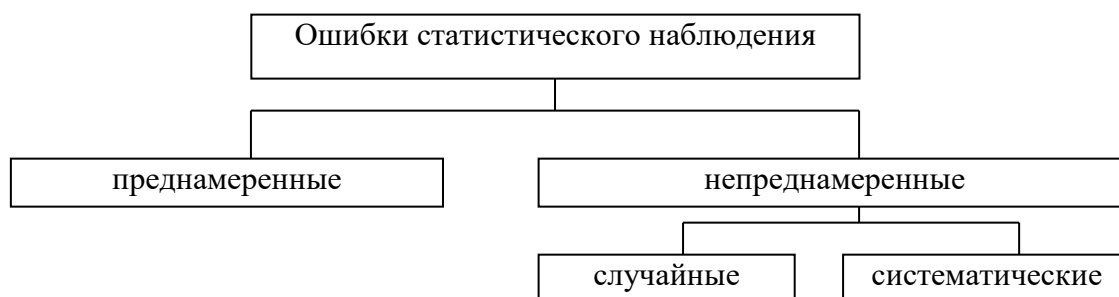 Ошибки статистического наблюдения
преднамеренные
непреднамеренные
случайные
систематические